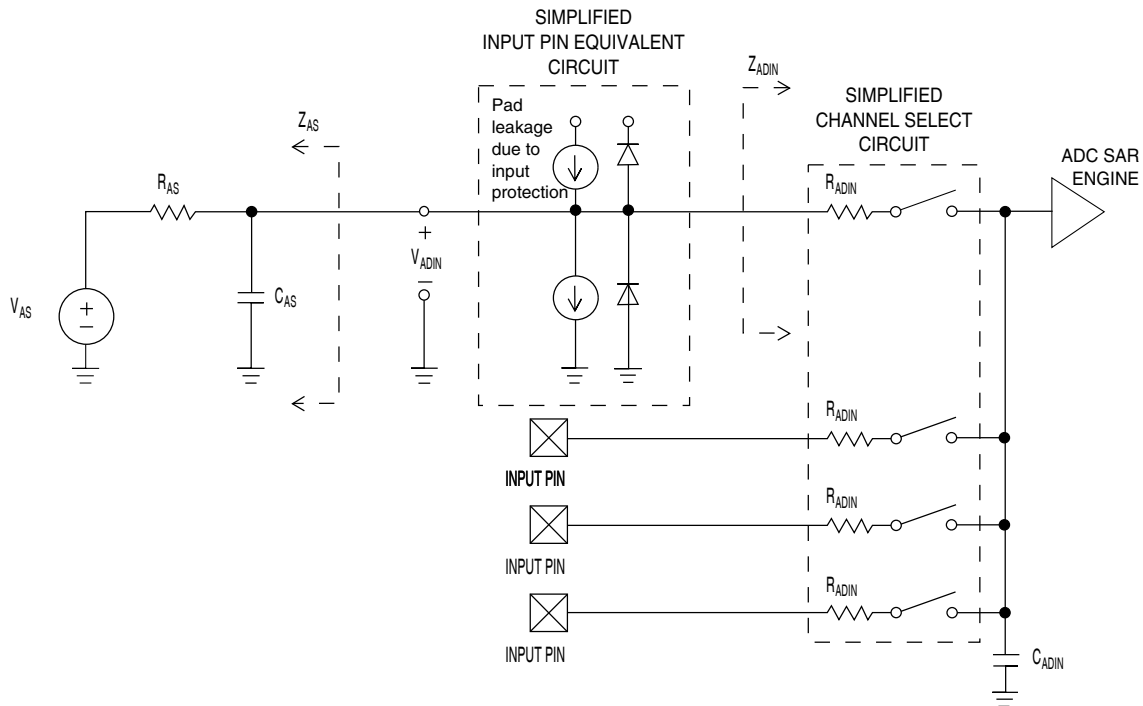 SIMPLIFIED
INPUT PIN EQUIVALENT
CIRCUIT
Pad
leakage
due to
input
protection
Z_ADIN
SIMPLIFIED
CHANNEL SELECT
CIRCUIT
ADC SAR
ENGINE
Z_AS
R_AS
R_ADIN
+
V_ADIN
–
C_AS
V_AS
+
–
R_ADIN
INPUT PIN
R_ADIN
INPUT PIN
R_ADIN
INPUT PIN
C_ADIN